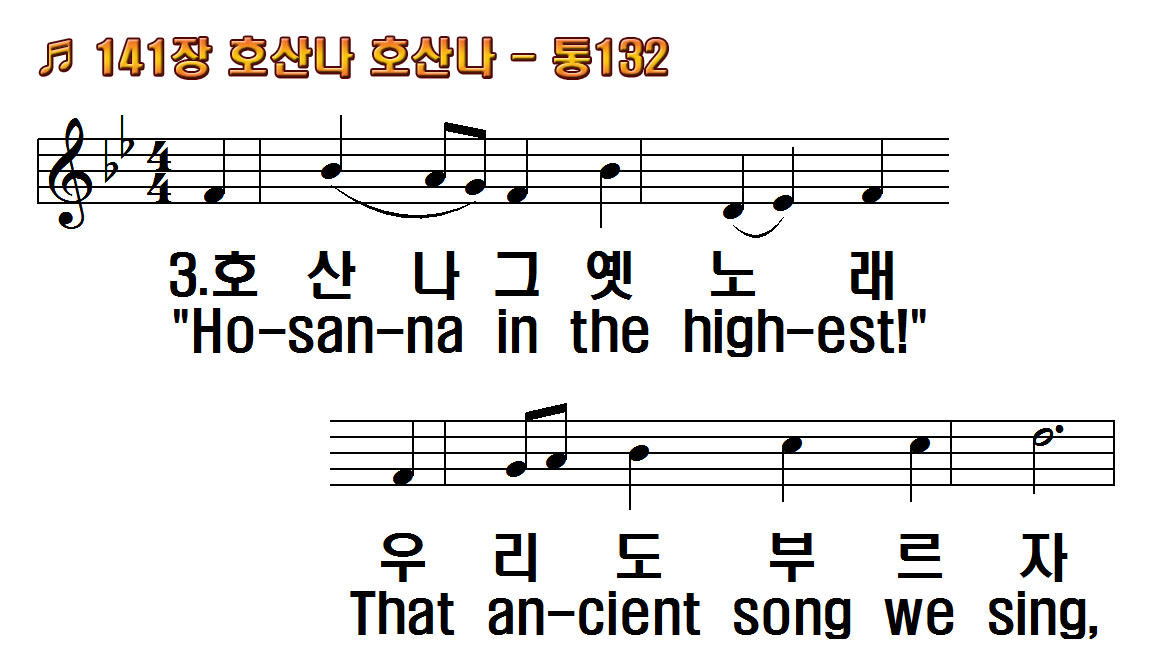 ♬ 141장 호산나 호산나 - 통132
4/4
3.호 산 나 그 옛 노 래
"Ho-san-na in the high-est!"
우 리 도 부 르 자
That an-cient song we sing,